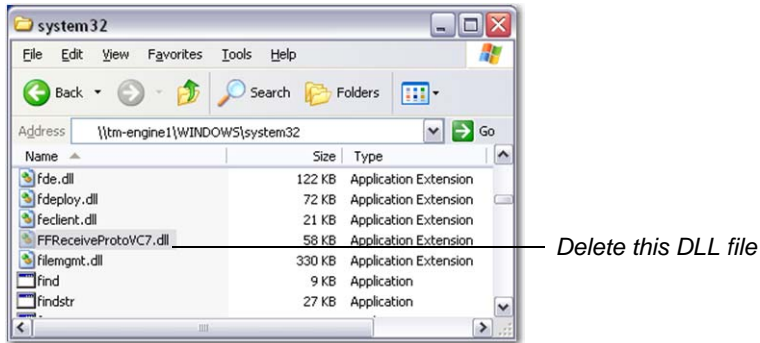 system32
File Edit View Favorites Tools Help
Back Search Folders
Address \\tm-engine1\WINDOWS\system32 Go
Name Size Type
fde.dll 122 KB Application Extension
fdeploy.dll 72 KB Application Extension
feclient.dll 21 KB Application Extension
FFReceiveProtoVC7.dll 58 KB Application Extension
Delete this DLL file
filemgmt.dll 330 KB Application Extension
find 9 KB Application
findstr 27 KB Application